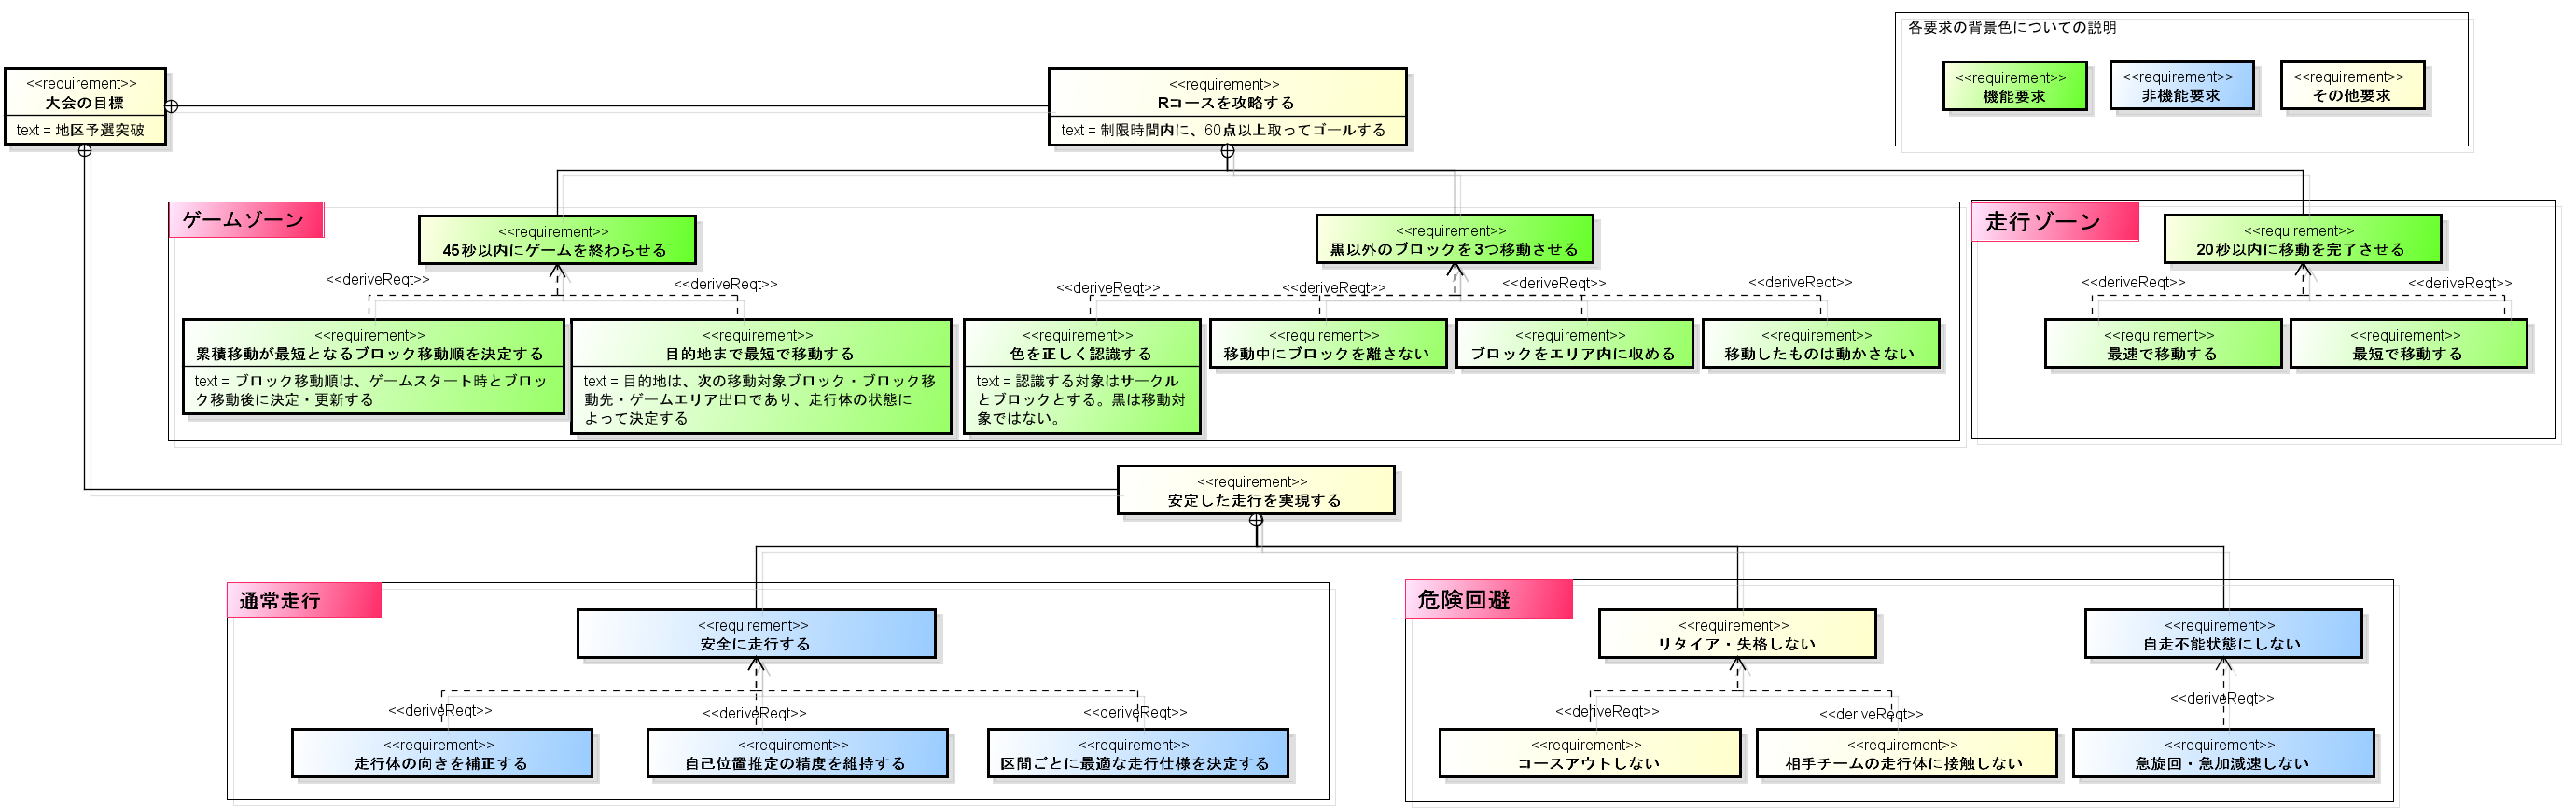 各要求の背景色についての説明
<<requirement>>
機能要求
<<requirement>>
非機能要求
<<requirement>>
その他要求
<<requirement>>
大会の目標
text = 地区予選突破
<<requirement>>
Rコースを攻略する
text = 制限時間内に、60点以上取ってゴールする
ゲームゾーン
<<requirement>>
45秒以内にゲームを終わらせる
<<deriveReqt>>
<<deriveReqt>>
<<requirement>>
累積移動が最短となるブロック移動順を決定する
text = ブロック移動順は、ゲームスタート時とブロッ
ク移動後に決定・更新する
<<requirement>>
目的地まで最短で移動する
text = 目的地は、次の移動対象ブロック・ブロック移
動先・ゲームエリア出口であり、走行体の状態に
よって決定する
<<requirement>>
黒以外のブロックを3つ移動させる
<<deriveReqt>>
<<deriveReqt>>
<<deriveReqt>>
<<deriveReqt>>
<<requirement>>
色を正しく認識する
text = 認識する対象はサークル
とブロックとする。黒は移動対
象ではない。
<<requirement>>
移動中にブロックを離さない
<<requirement>>
ブロックをエリア内に収める
<<requirement>>
移動したものは動かさない
走行ゾーン
<<requirement>>
20秒以内に移動を完了させる
<<deriveReqt>>
<<deriveReqt>>
<<requirement>>
最速で移動する
<<requirement>>
最短で移動する
<<requirement>>
安定した走行を実現する
通常走行
<<requirement>>
安全に走行する
<<deriveReqt>>
<<deriveReqt>>
<<deriveReqt>>
<<requirement>>
走行体の向きを補正する
<<requirement>>
自己位置推定の精度を維持する
<<requirement>>
区間ごとに最適な走行仕様を決定する
危険回避
<<requirement>>
リタイア・失格しない
<<deriveReqt>>
<<deriveReqt>>
<<requirement>>
コースアウトしない
<<requirement>>
相手チームの走行体に接触しない
<<requirement>>
自走不能状態にしない
<<deriveReqt>>
<<requirement>>
急旋回・急加減速しない